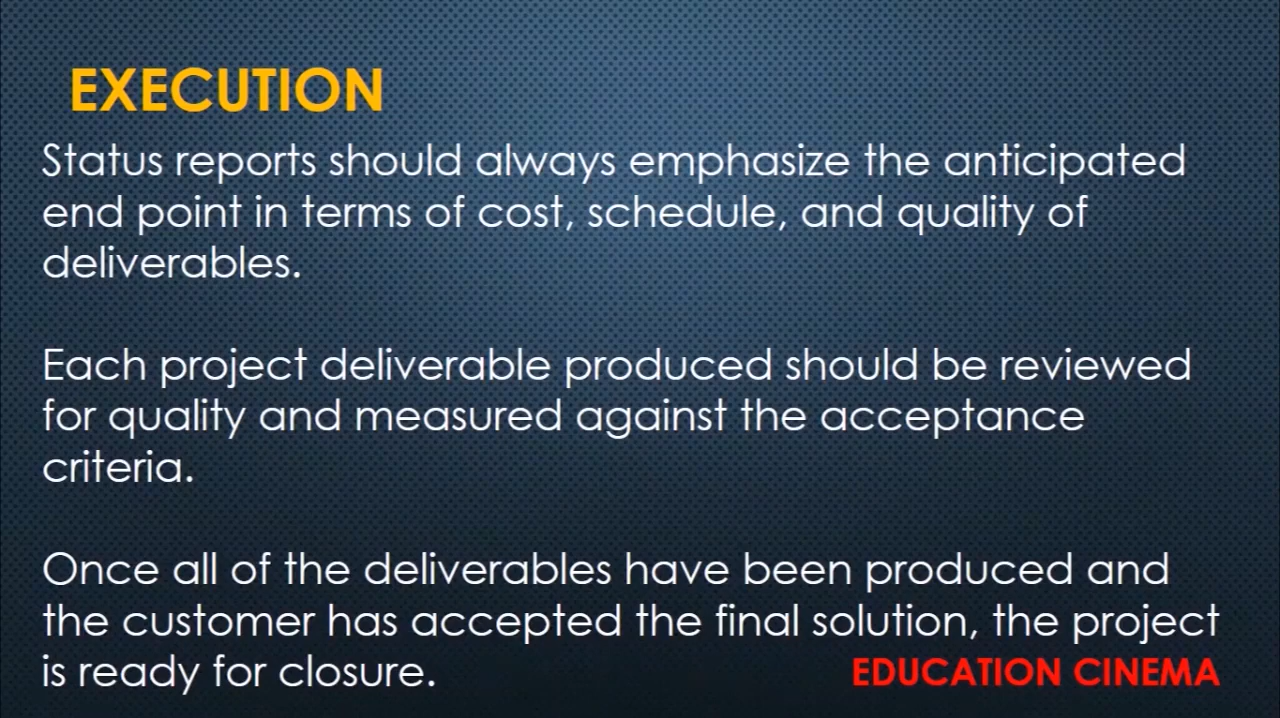 EXECUTION
Status reports should always emphasize the anticipated
end point in terms of cost, schedule, and quality of
deliverables.
Each project deliverable produced should be reviewed
for quality and measured against the acceptance
criteria.
Once all of the deliverables have been produced and
the customer has accepted the final solution, the project
is ready for closure.
EDUCATION CINEMA